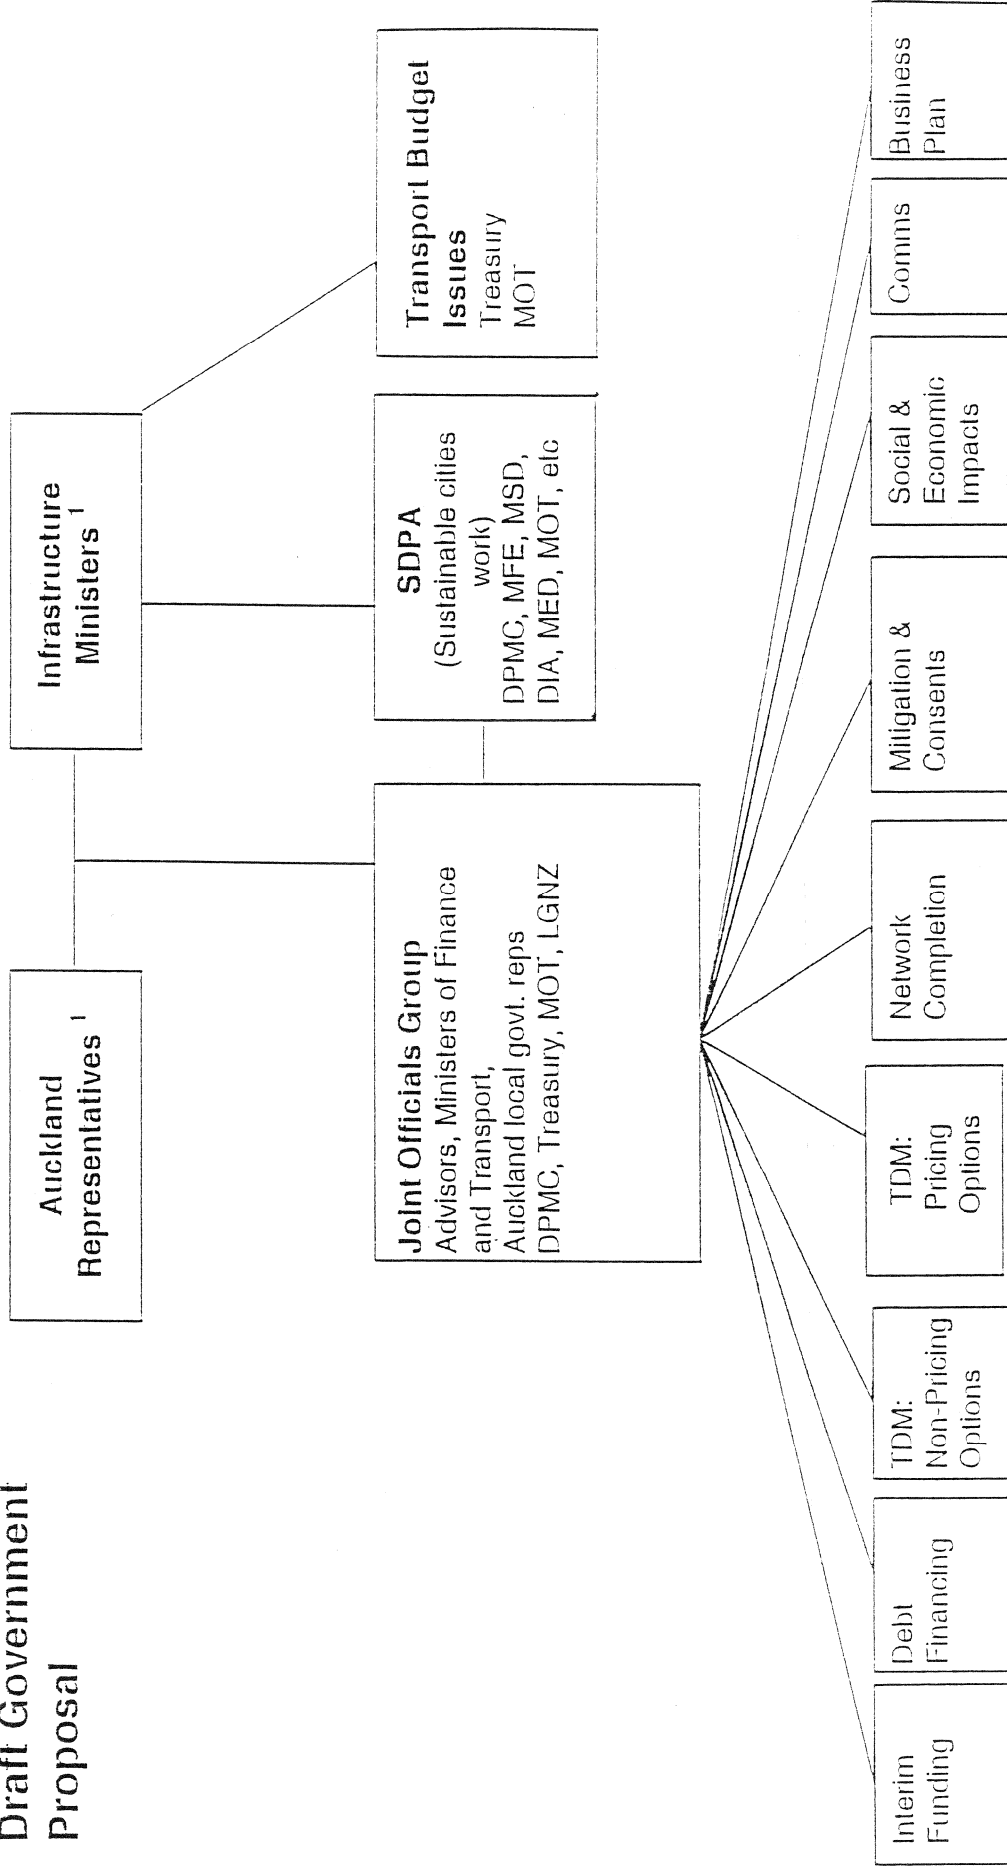 Draft Government
Proposal
Auckland
Representatives 1
Infrastructure
Ministers 1
Joint Officials Group
Advisors, Ministers of Finance
and Transport,
Auckland local govt. reps
DPMC, Treasury, MOT, LGNZ
SDPA
(Sustainable cities
work)
DPMC, MFE, MSD,
DIA, MED, MOT, etc
Transport Budget
Issues
Treasury
MOT
Interim
Funding
Debt
Financing
TDM:
Non-Pricing
Options
TDM:
Pricing
Options
Network
Completion
Mitigation &
Consents
Social &
Economic
Impacts
Comms
Business
Plan